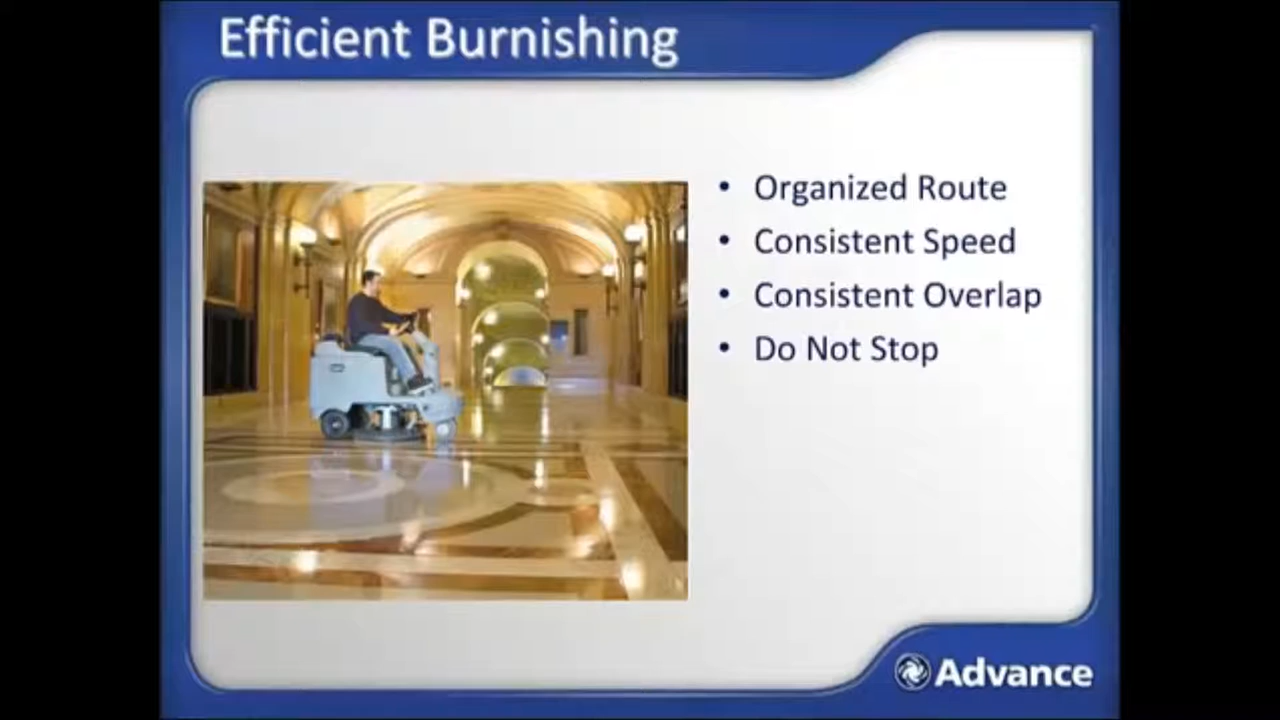 Efficient Burnishing
• Organized Route
• Consistent Speed
• Consistent Overlap
• Do Not Stop
Advance